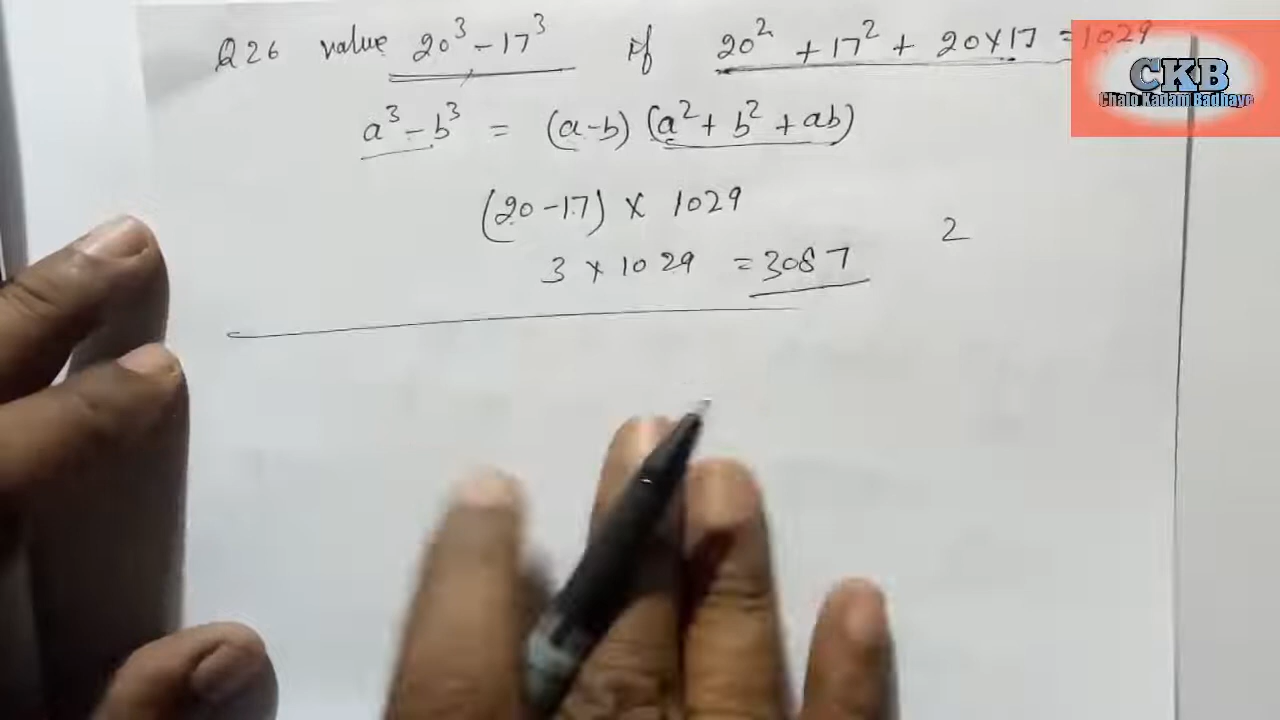 Q26 value 20³ - 17³ if 20² + 17² + 20×17 = 1029
CKB
Chalo Kadam Badhaye
a³ - b³ = (a-b) (a² + b² + ab)
(20 - 17) × 1029
2
3 × 1029 = 3087